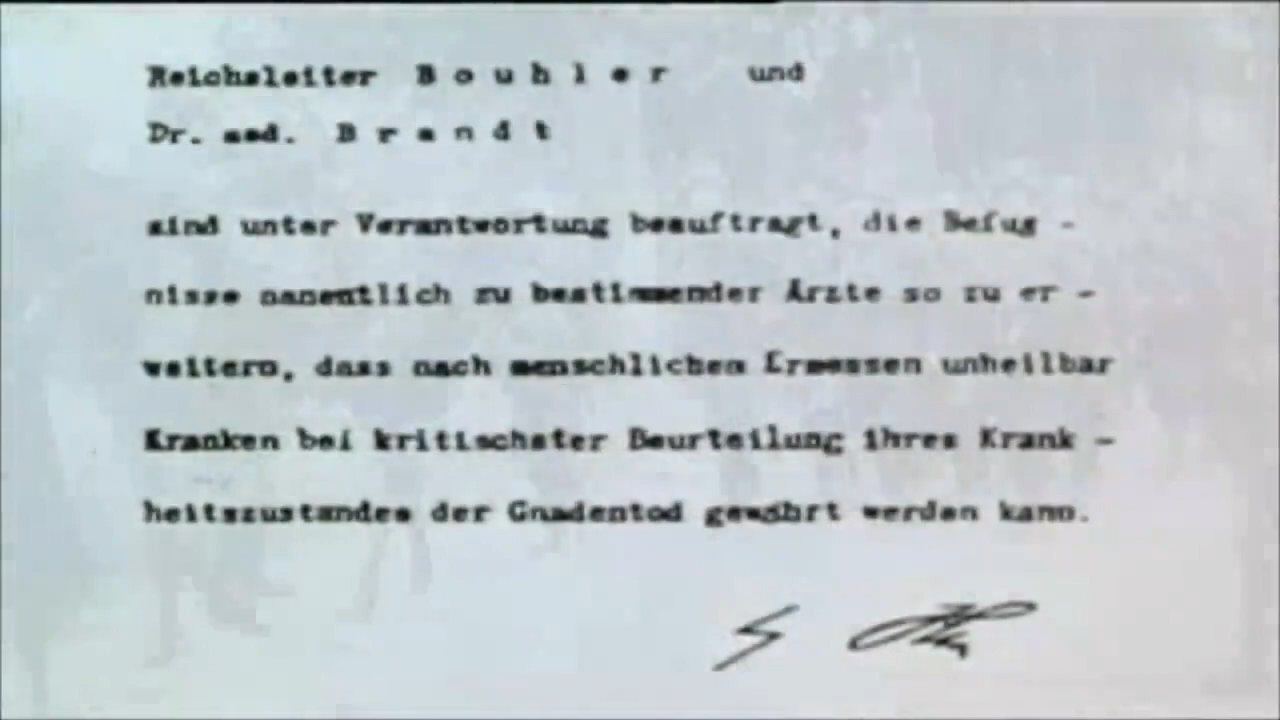 Reichsleiter B o u h l e r und
Dr. med. B r a n d t
sind unter Verantwortung beauftragt, die Befug -
nisse namentlich zu bestimmender Ärzte so zu er -
weitern, dass nach menschlichem Ermessen unheilbar
Kranken bei kritischster Beurteilung ihres Krank -
heitszustandes der Gnadentod gewährt werden kann.